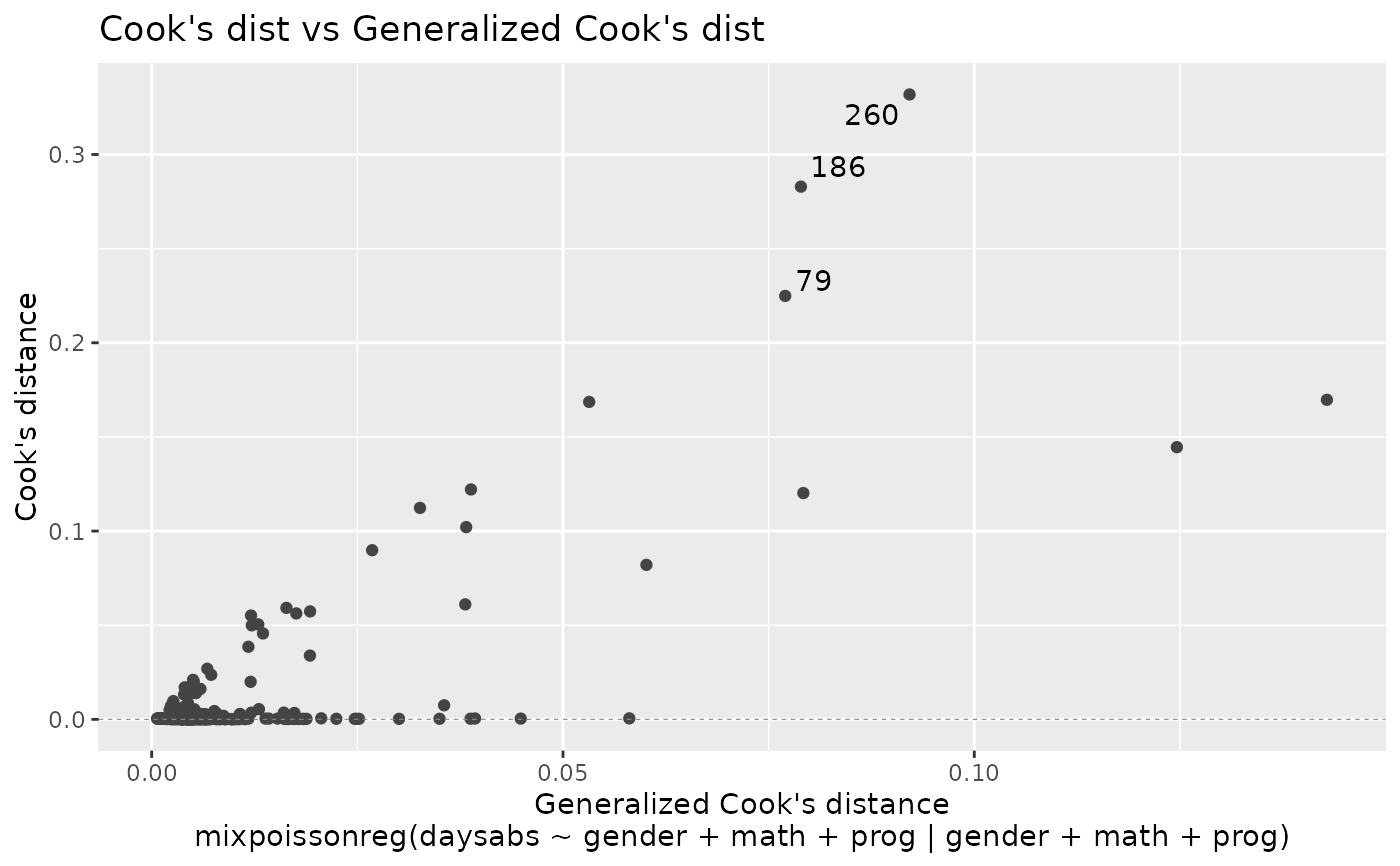 Cook's dist vs Generalized Cook's dist
260
0.3
186
79
0.2
Cook's distance
0.1
0.0
0.00 0.05 0.10
Generalized Cook's distance
mixpoissonreg(daysabs ~ gender + math + prog | gender + math + prog)